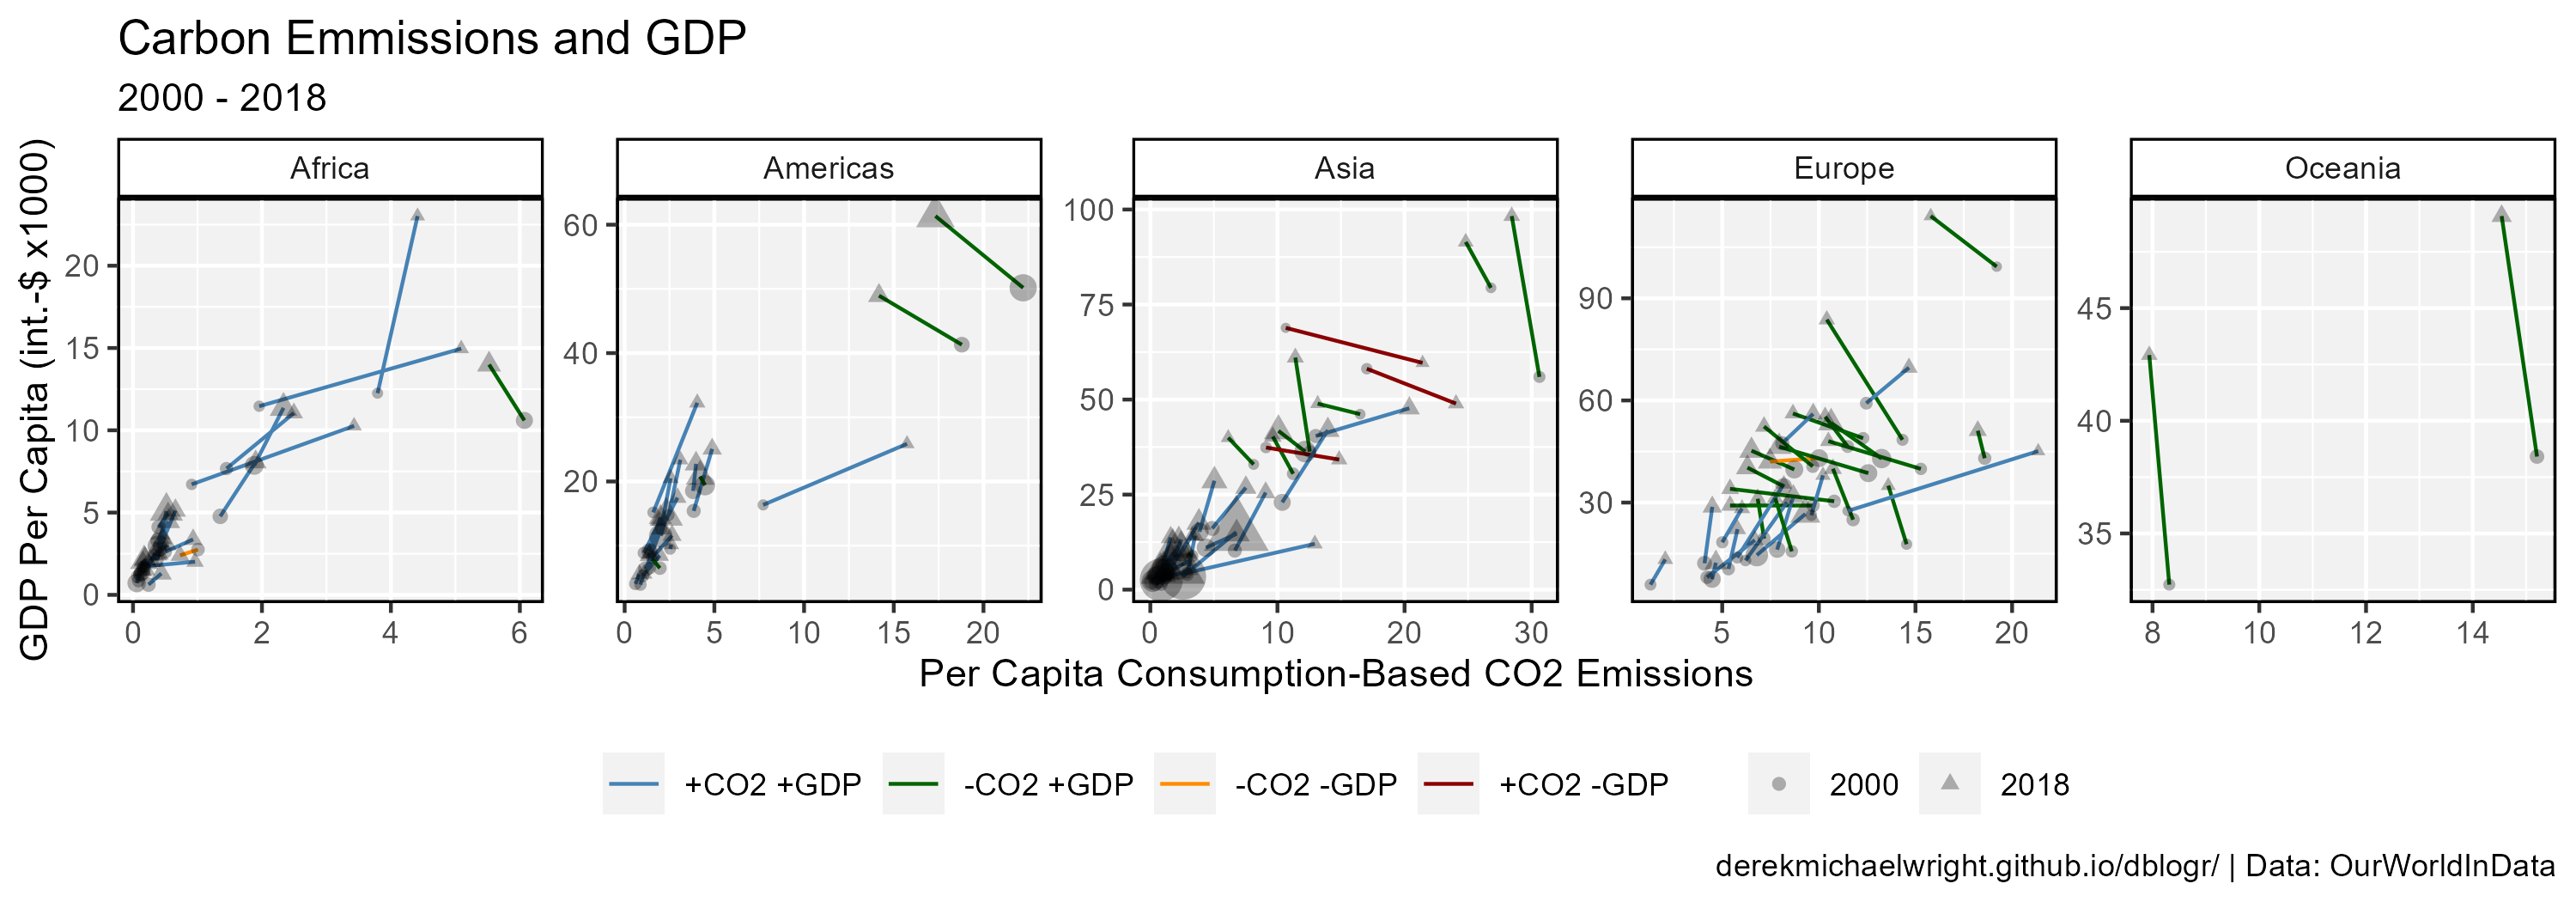 Carbon Emmissions and GDP
2000 - 2018
GDP Per Capita (int.-$ x1000)
Africa
Americas
Asia
Europe
Oceania
20
15
10
5
0
0 2 4 6
60
40
20
0 5 10 15 20
100
75
50
25
0
0 10 20 30
90
60
30
5 10 15 20
45
40
35
8 10 12 14
Per Capita Consumption-Based CO2 Emissions
+CO2 +GDP -CO2 +GDP -CO2 -GDP +CO2 -GDP 2000 2018
derekmichaelwright.github.io/dblogr/ | Data: OurWorldInData